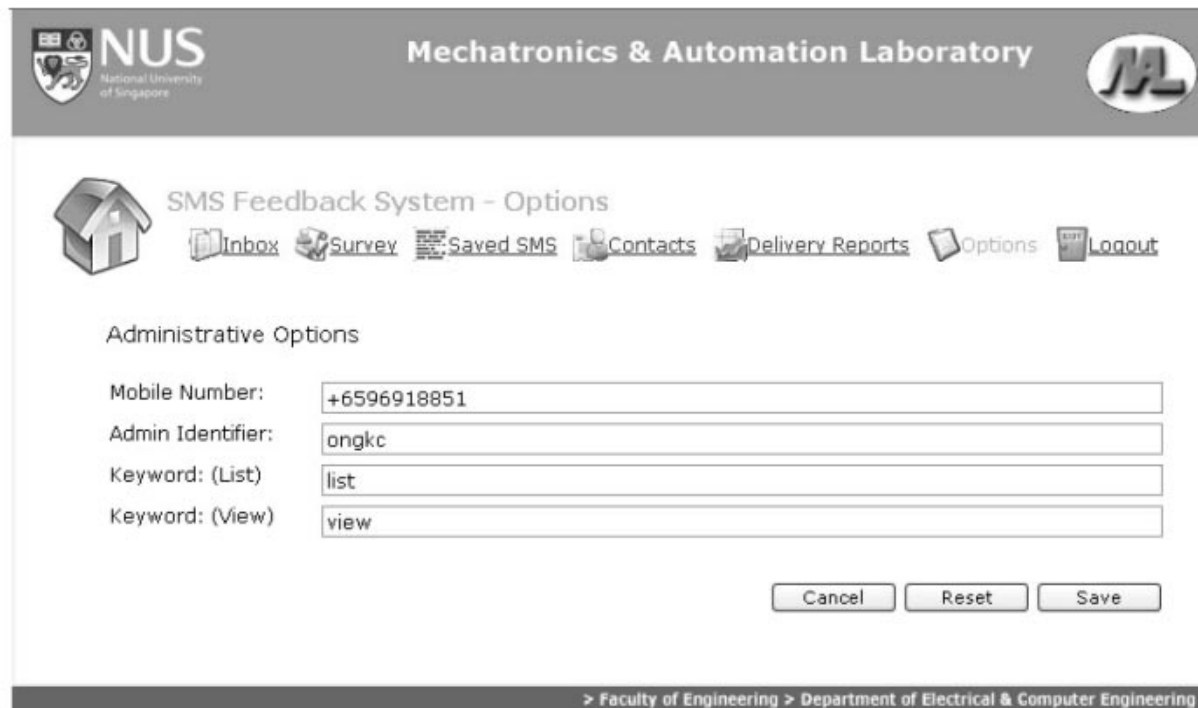 NUS
National University
of Singapore
Mechatronics & Automation Laboratory
MAL
SMS Feedback System - Options
Inbox Survey Saved SMS Contacts Delivery Reports Options Logout
Administrative Options
Mobile Number: +6596918851
Admin Identifier: ongkc
Keyword: (List) list
Keyword: (View) view
Cancel Reset Save
> Faculty of Engineering > Department of Electrical & Computer Engineering